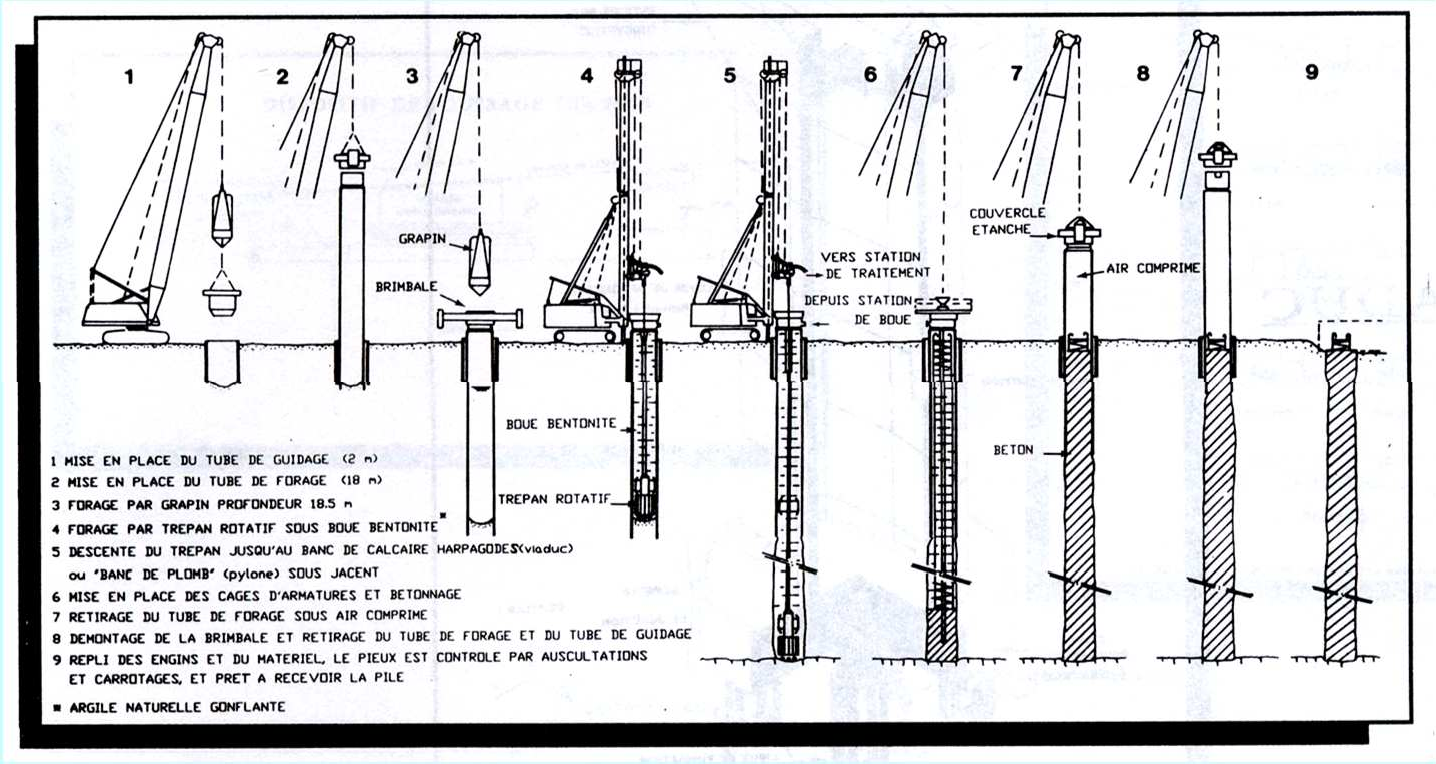 1 2 3 4 5 6 7 8 9
GRAPIN
BRIMBALE
VERS STATION
DE TRAITEMENT
DEPUIS STATION
DE BOUE
COUVERCLE
ETANCHE
AIR COMPRIME
BOUE BENTONITE
TREPAN ROTATIF
BETON
1 MISE EN PLACE DU TUBE DE GUIDAGE (2 m)
2 MISE EN PLACE DU TUBE DE FORAGE (18 m)
3 FORAGE PAR GRAPIN PROFONDEUR 18.5 m
4 FORAGE PAR TREPAN ROTATIF SOUS BOUE BENTONITE*
5 DESCENTE DU TREPAN JUSQU'AU BANC DE CALCAIRE HARPAGODES(viaduc)
ou "BANC DE PLOMB" (pylone) SOUS JACENT
6 MISE EN PLACE DES CAGES D'ARMATURES ET BETONNAGE
7 RETIRAGE DU TUBE DE FORAGE SOUS AIR COMPRIME
8 DEMONTAGE DE LA BRIMBALE ET RETIRAGE DU TUBE DE FORAGE ET DU TUBE DE GUIDAGE
9 REPLI DES ENGINS ET DU MATERIEL, LE PIEUX EST CONTROLE PAR AUSCULTATIONS
ET CARROTAGES, ET PRET A RECEVOIR LA PILE
* ARGILE NATURELLE GONFLANTE